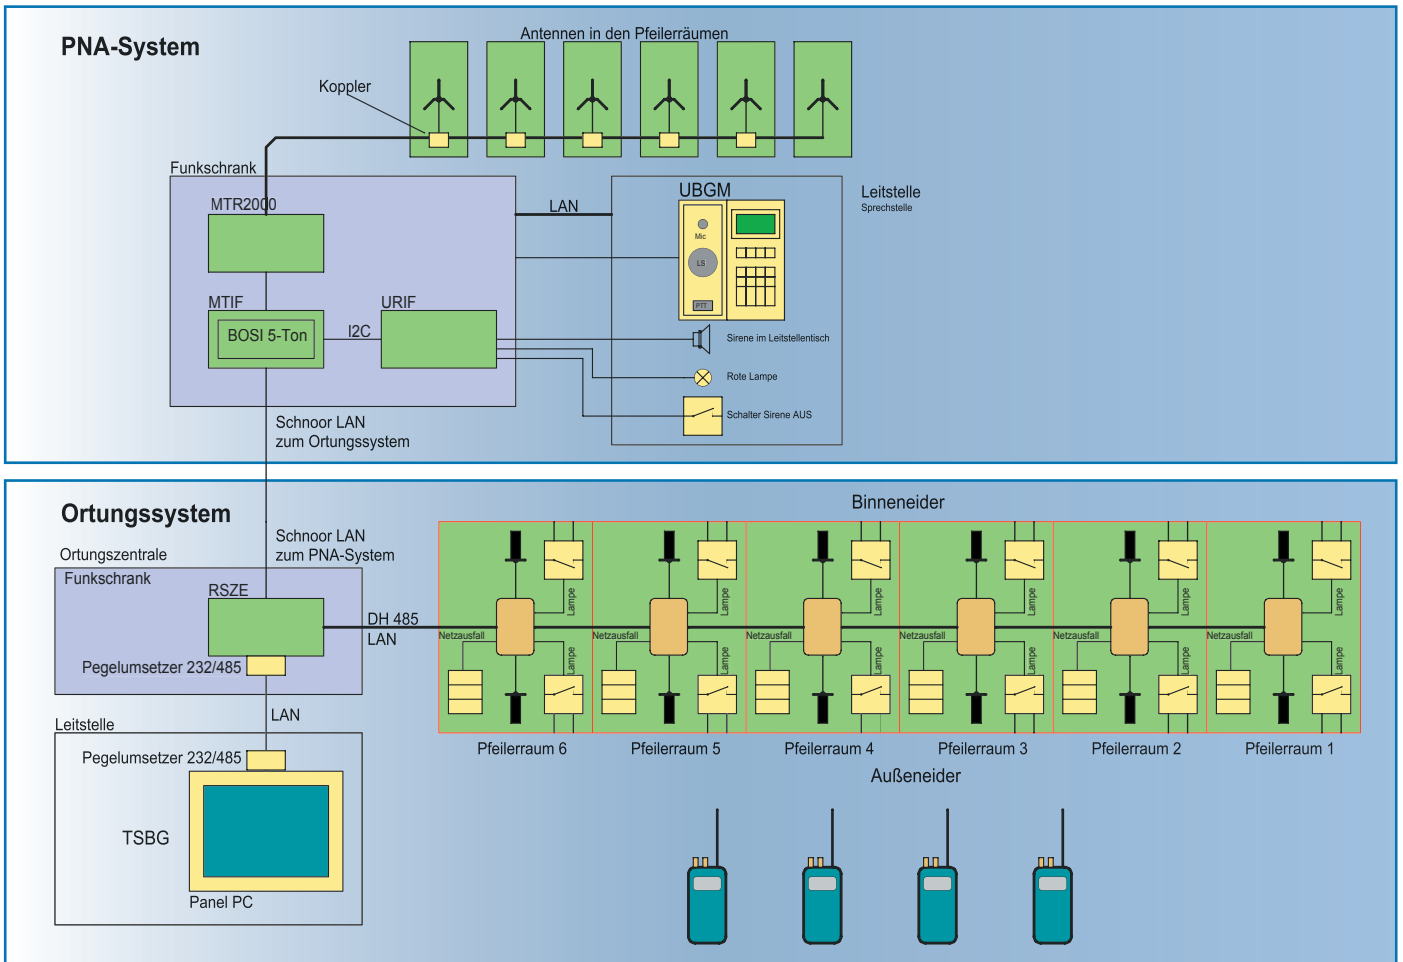 PNA-System
Antennen in den Pfeilerräumen
Koppler
Funkschrank
MTR2000
LAN
UBGM
Leitstelle
Sprechstelle
Mic
LS
PTT
MTIF
URIF
BOSI 5-Ton
I2C
Sirene im Leitstellentisch
Rote Lampe
Schalter Sirene AUS
Schnoor LAN
zum Ortungssystem
Ortungssystem
Binneneider
Schnoor LAN
zum PNA-System
Ortungszentrale
Funkschrank
RSZE
DH 485
LAN
Pegelumsetzer 232/485
Netzausfall
Lampe
Lampe
Netzausfall
Lampe
Lampe
Netzausfall
Lampe
Lampe
Netzausfall
Lampe
Lampe
Netzausfall
Lampe
Lampe
Netzausfall
Lampe
Lampe
LAN
Leitstelle
Pfeilerraum 6
Pfeilerraum 5
Pfeilerraum 4
Pfeilerraum 3
Pfeilerraum 2
Pfeilerraum 1
Pegelumsetzer 232/485
Außeneider
TSBG
Panel PC